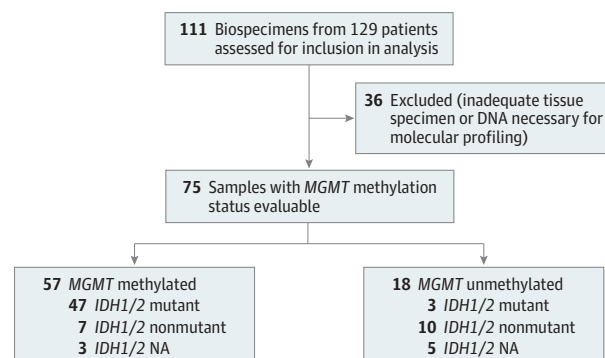 111 Biospecimens from 129 patients
assessed for inclusion in analysis
36 Excluded (inadequate tissue
specimen or DNA necessary for
molecular profiling)
75 Samples with MGMT methylation
status evaluable
57 MGMT methylated
47 IDH1/2 mutant
7 IDH1/2 nonmutant
3 IDH1/2 NA
18 MGMT unmethylated
3 IDH1/2 mutant
10 IDH1/2 nonmutant
5 IDH1/2 NA